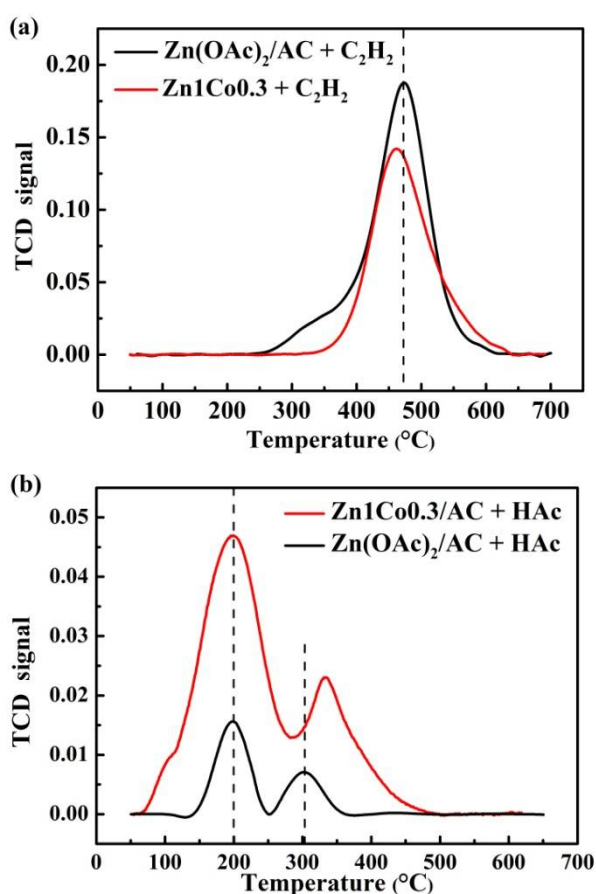 (a)
Zn(OAc)₂/AC + C₂H₂
Zn1Co0.3 + C₂H₂
0.20
0.15
0.10
0.05
0.00
TCD signal
0 100 200 300 400 500 600 700
Temperature (°C)
(b)
Zn1Co0.3/AC + HAc
Zn(OAc)₂/AC + HAc
0.05
0.04
0.03
0.02
0.01
0.00
TCD signal
0 100 200 300 400 500 600 700
Temperature (°C)